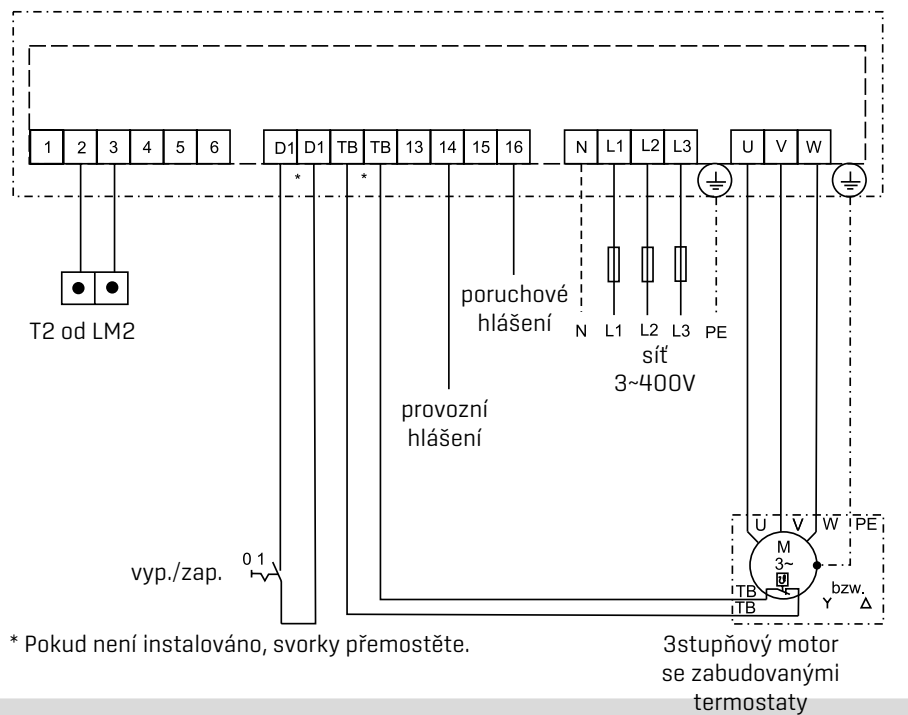 1 2 3 4 5 6 D1 D1 TB TB 13 14 15 16 N L1 L2 L3 U V W
* *
T2 od LM2
poruchové
hlášení
N L1 L2 L3 PE
síť
3~400V
provozní
hlášení
vyp./zap.
0 1
U V W PE
M
3~
ϑ
TB
TB
bzw.
Y Δ
* Pokud není instalováno, svorky přemostěte.
3stupňový motor
se zabudovanými
termostaty